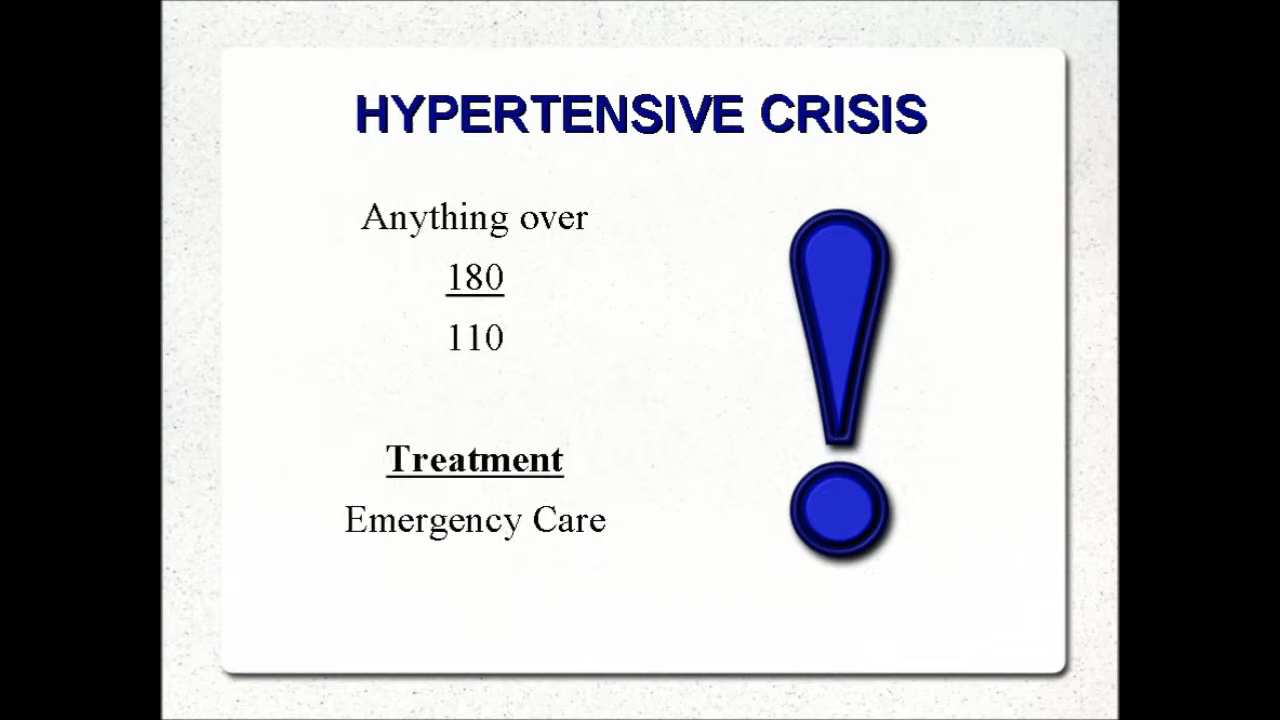 HYPERTENSIVE CRISIS
Anything over
180
110
Treatment
Emergency Care